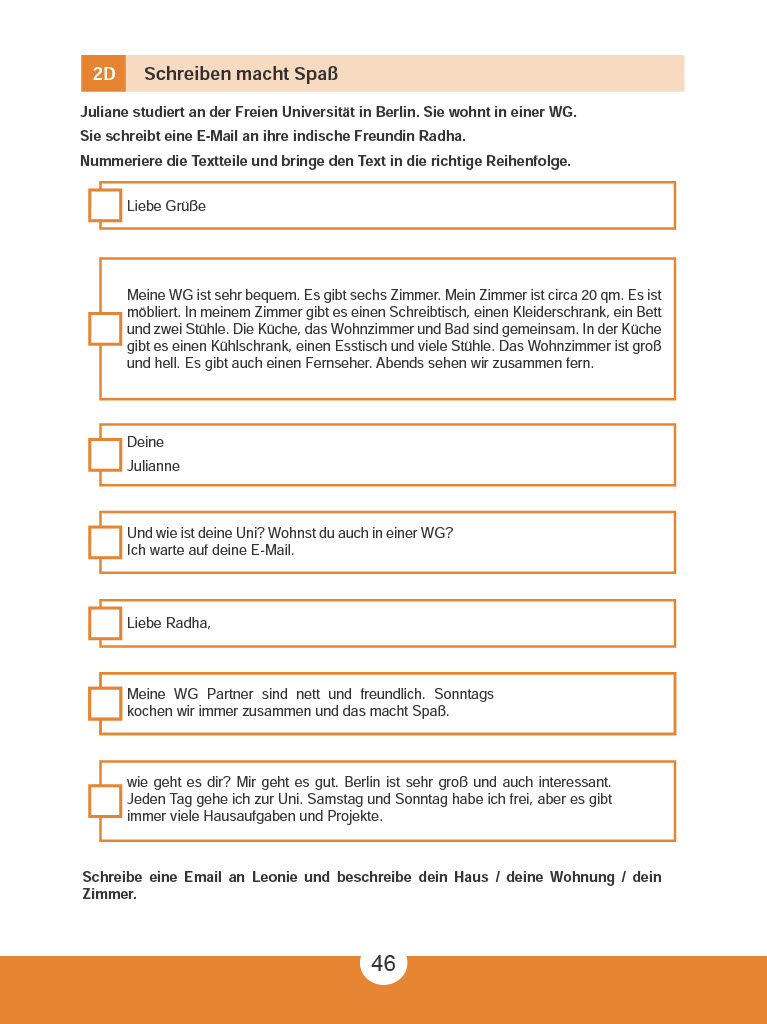 2D Schreiben macht Spaß
Juliane studiert an der Freien Universität in Berlin. Sie wohnt in einer WG.
Sie schreibt eine E-Mail an ihre indische Freundin Radha.
Nummeriere die Textteile und bringe den Text in die richtige Reihenfolge.
Liebe Grüße
Meine WG ist sehr bequem. Es gibt sechs Zimmer. Mein Zimmer ist circa 20 qm. Es ist
möbliert. In meinem Zimmer gibt es einen Schreibtisch, einen Kleiderschrank, ein Bett
und zwei Stühle. Die Küche, das Wohnzimmer und Bad sind gemeinsam. In der Küche
gibt es einen Kühlschrank, einen Esstisch und viele Stühle. Das Wohnzimmer ist groß
und hell. Es gibt auch einen Fernseher. Abends sehen wir zusammen fern.
Deine
Julianne
Und wie ist deine Uni? Wohnst du auch in einer WG?
Ich warte auf deine E-Mail.
Liebe Radha,
Meine WG Partner sind nett und freundlich. Sonntags
kochen wir immer zusammen und das macht Spaß.
wie geht es dir? Mir geht es gut. Berlin ist sehr groß und auch interessant.
Jeden Tag gehe ich zur Uni. Samstag und Sonntag habe ich frei, aber es gibt
immer viele Hausaufgaben und Projekte.
Schreibe eine Email an Leonie und beschreibe dein Haus / deine Wohnung / dein
Zimmer.
46